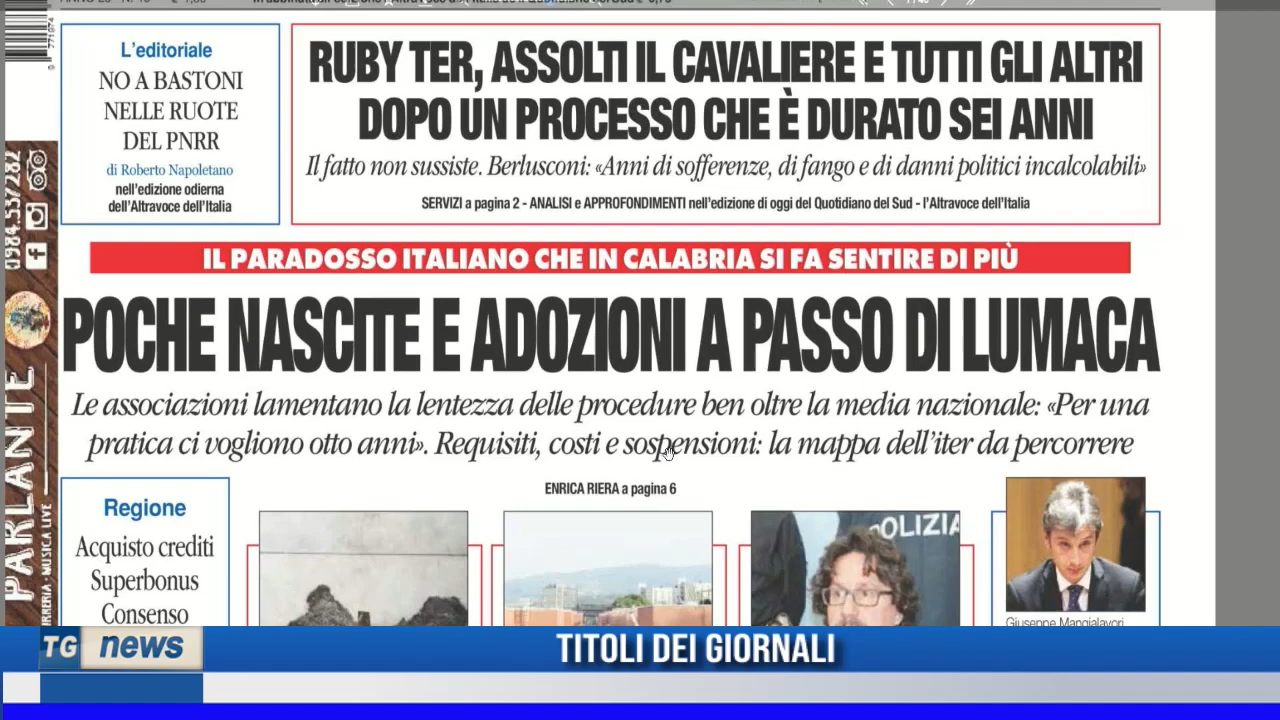 L'editoriale
NO A BASTONI
NELLE RUOTE
DEL PNRR
di Roberto Napoletano
nell'edizione odierna
dell'Altravoce dell'Italia
RUBY TER, ASSOLTI IL CAVALIERE E TUTTI GLI ALTRI
DOPO UN PROCESSO CHE È DURATO SEI ANNI
Il fatto non sussiste. Berlusconi: «Anni di sofferenze, di fango e di danni politici incalcolabili»
SERVIZI a pagina 2 - ANALISI e APPROFONDIMENTI nell'edizione di oggi del Quotidiano del Sud - l'Altravoce dell'Italia
0984.537282
PARLANTE
MUSICA LIVE
IL PARADOSSO ITALIANO CHE IN CALABRIA SI FA SENTIRE DI PIÙ
POCHE NASCITE E ADOZIONI A PASSO DI LUMACA
Le associazioni lamentano la lentezza delle procedure ben oltre la media nazionale: «Per una
pratica ci vogliono otto anni». Requisiti, costi e sospensioni: la mappa dell'iter da percorrere
ENRICA RIERA a pagina 6
Regione
Acquisto crediti
Superbonus
Consenso
POLIZIA
Giuseppe Mangialavori
TG news
TITOLI DEI GIORNALI